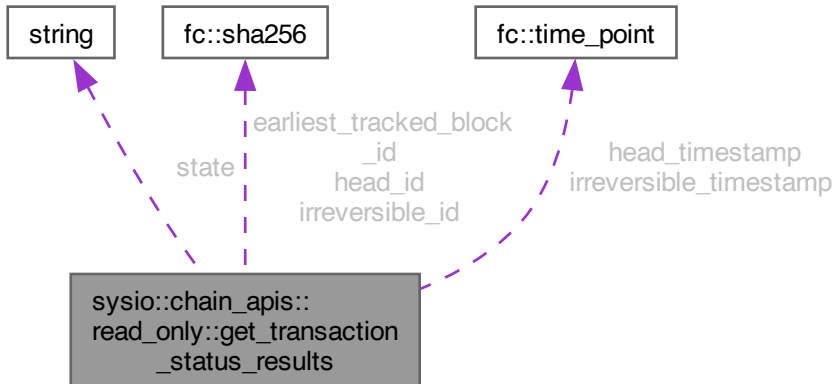 string
fc::sha256
fc::time_point
state
earliest_tracked_block
_id
head_id
irreversible_id
head_timestamp
irreversible_timestamp
sysio::chain_apis::
read_only::get_transaction
_status_results